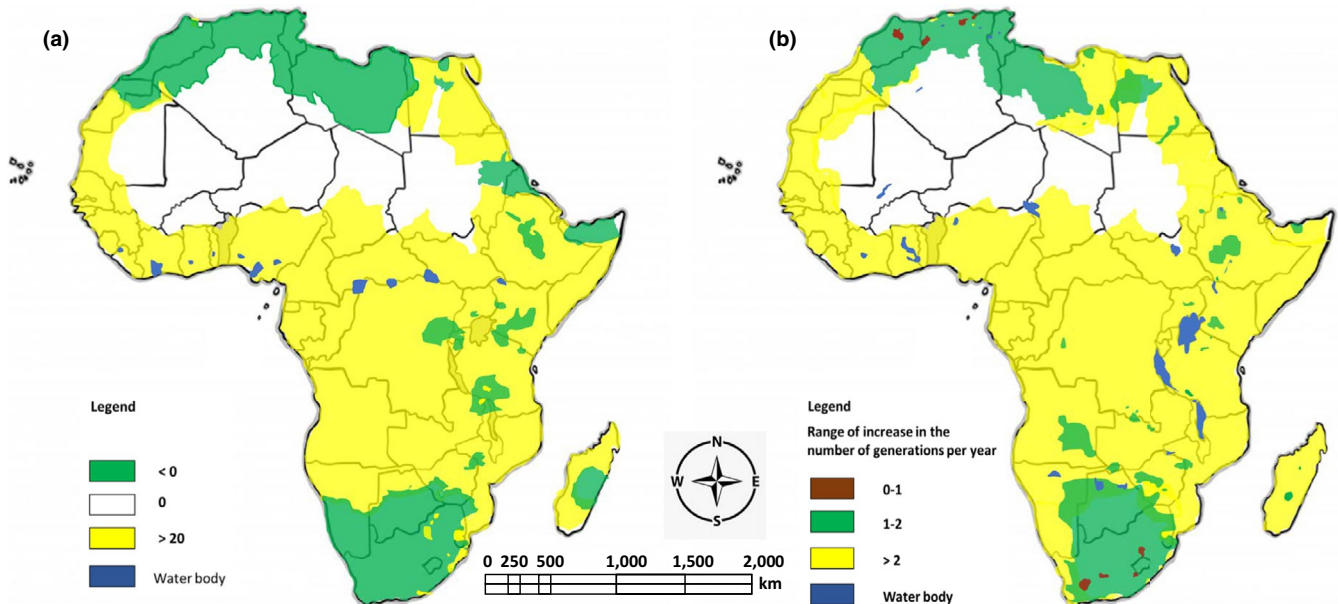 (a)
(b)
Legend
< 0
0
> 20
Water body
N
W
E
S
0 250 500 1,000 1,500 2,000
km
Legend
Range of increase in the
number of generations per year
0-1
1-2
> 2
Water body